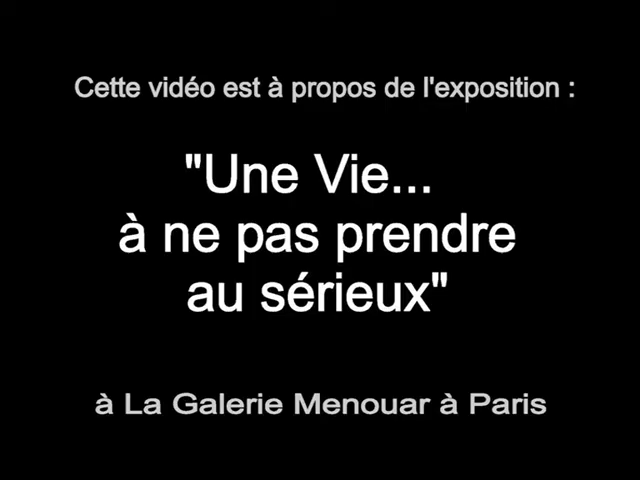 Cette vidéo est à propos de l'exposition :
"Une Vie...
à ne pas prendre
au sérieux"
à La Galerie Menouar à Paris